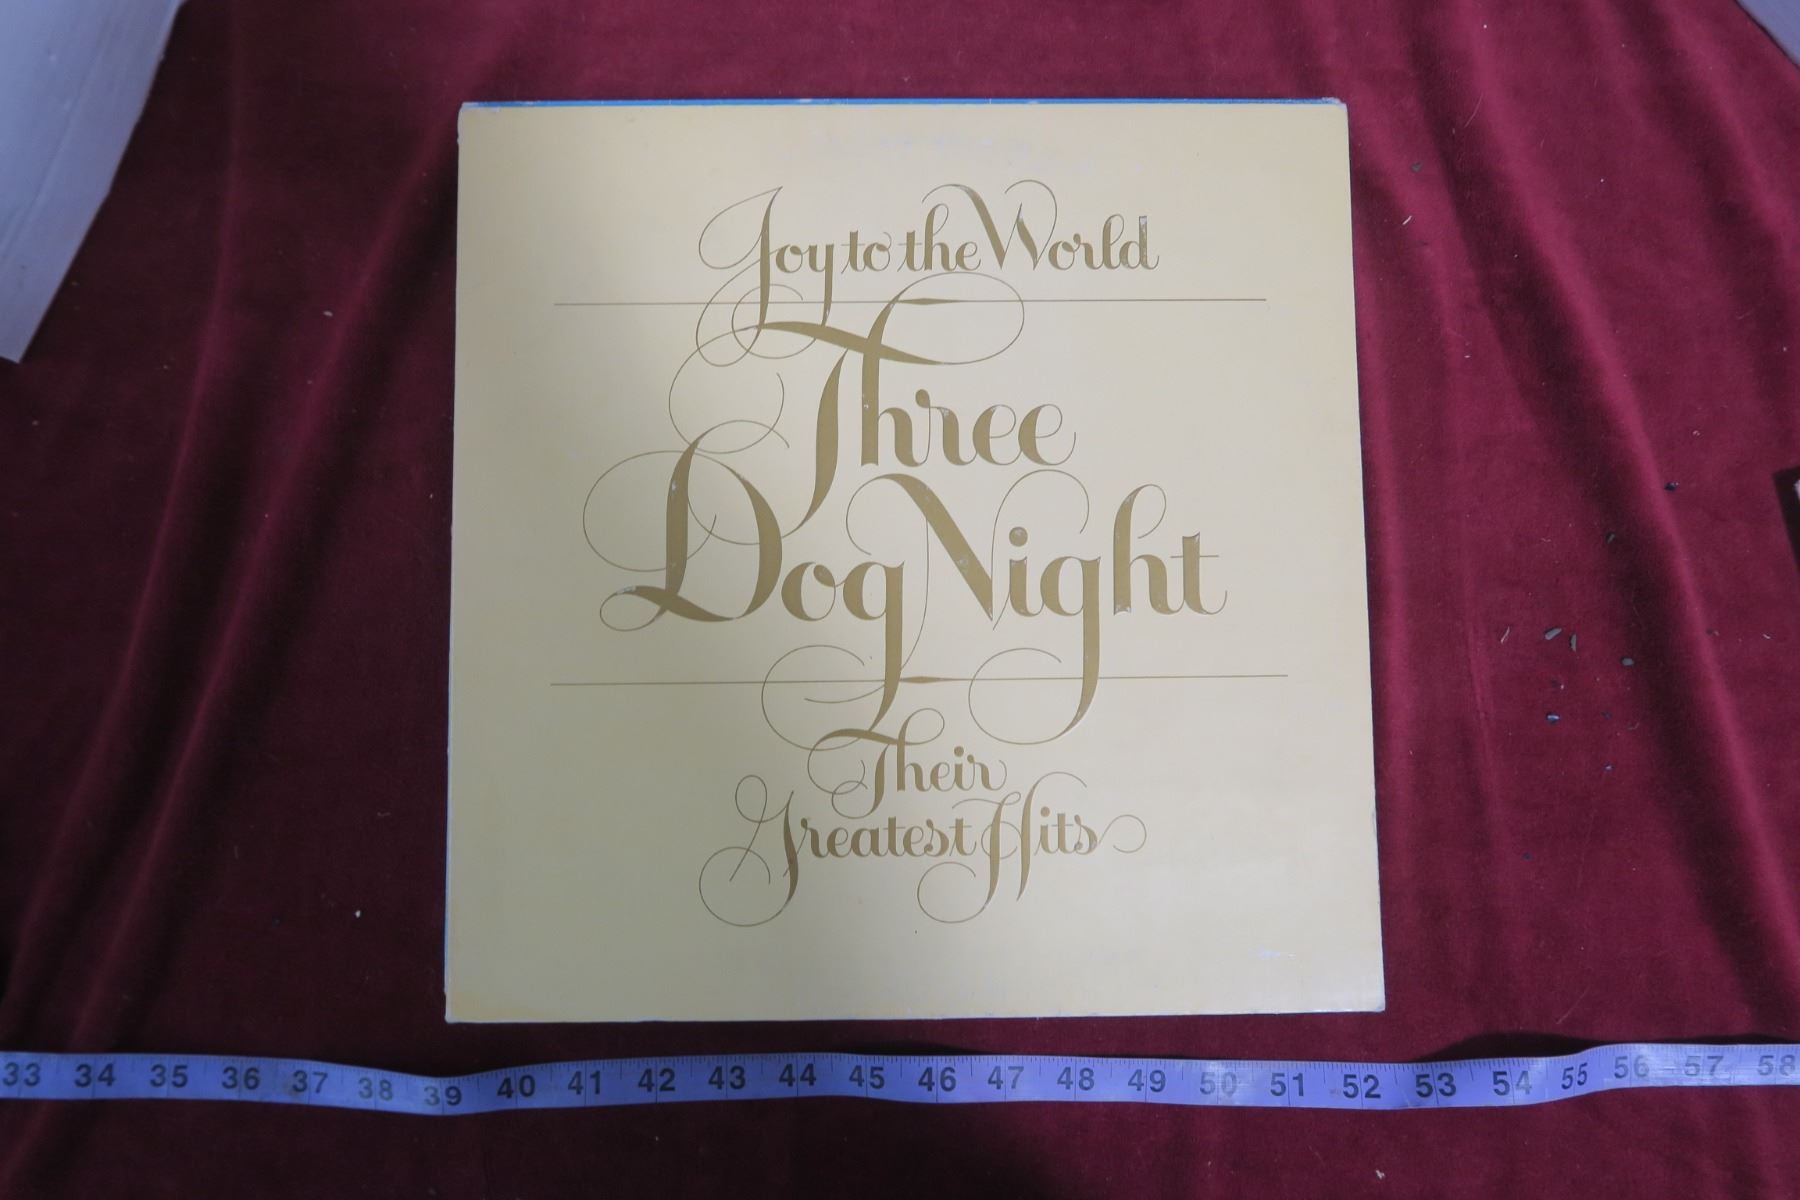 Joy to the World
Three
Dog Night
Their
Greatest Hits
33 34 35 36 37 38 39 40 41 42 43 44 45 46 47 48 49 50 51 52 53 54 55 56 57 58